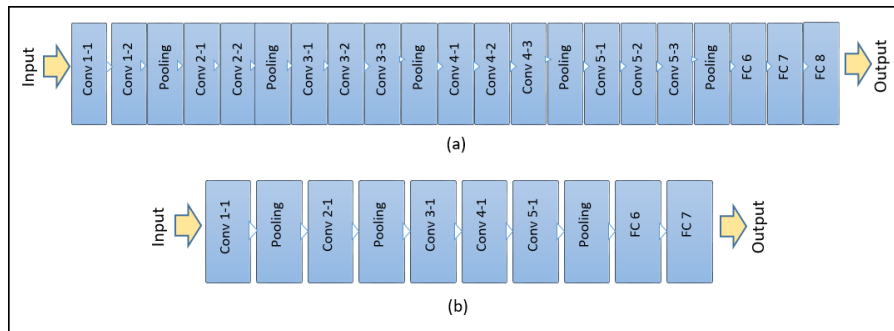 Input
Conv 1-1
Conv 1-2
Pooling
Conv 2-1
Conv 2-2
Pooling
Conv 3-1
Conv 3-2
Conv 3-3
Pooling
Conv 4-1
Conv 4-2
Conv 4-3
Pooling
Conv 5-1
Conv 5-2
Conv 5-3
Pooling
FC 6
FC 7
FC 8
Output
(a)
Input
Conv 1-1
Pooling
Conv 2-1
Pooling
Conv 3-1
Conv 4-1
Conv 5-1
Pooling
FC 6
FC 7
Output
(b)